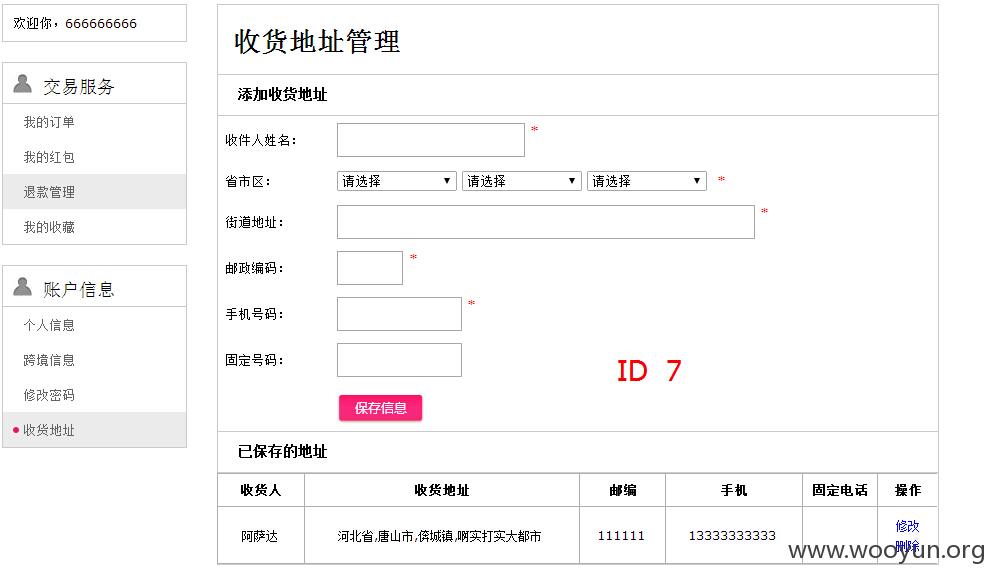 欢迎你，666666666
交易服务
我的订单
我的红包
退款管理
我的收藏
账户信息
个人信息
跨境信息
修改密码
收货地址
收货地址管理
添加收货地址
收件人姓名： *
省市区： 请选择 请选择 请选择 *
街道地址： *
邮政编码： *
手机号码： *
固定号码：
ID 7
保存信息
已保存的地址
收货人 收货地址 邮编 手机 固定电话 操作
阿萨达 河北省,唐山市,傍城镇,啊实打实大都市 111111 13333333333 修改
删除
www.wooyun.org